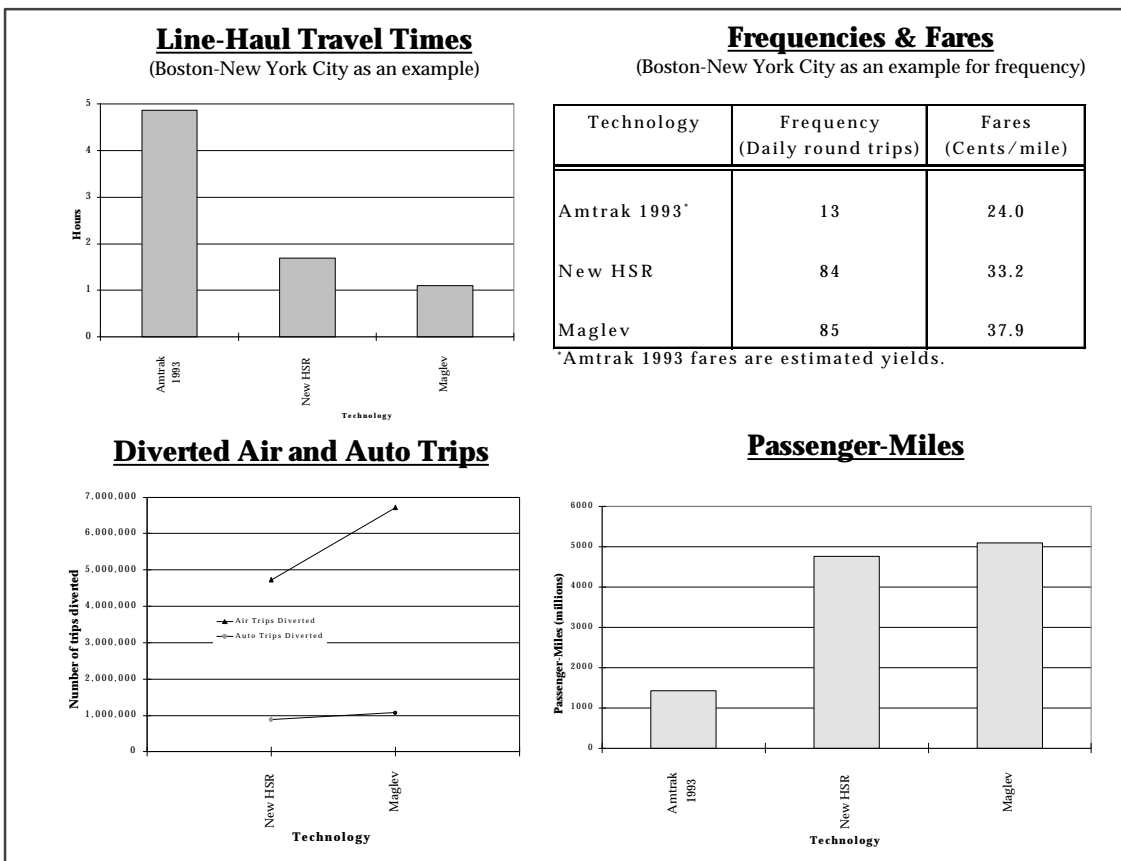 Line-Haul Travel Times
(Boston-New York City as an example)
5
4
3
2
1
0
Hours
Amtrak
1993
New HSR
Maglev
Technology
Frequencies & Fares
(Boston-New York City as an example for frequency)
Technology Frequency Fares
(Daily round trips) (Cents/mile)
Amtrak 1993* 13 24.0
New HSR 84 33.2
Maglev 85 37.9
*Amtrak 1993 fares are estimated yields.
Diverted Air and Auto Trips
7,000,000
6,000,000
5,000,000
4,000,000
3,000,000
2,000,000
1,000,000
0
Number of trips diverted
Air Trips Diverted
Auto Trips Diverted
New HSR
Maglev
Technology
Passenger-Miles
6000
5000
4000
3000
2000
1000
0
Passenger-Miles (millions)
Amtrak
1993
New HSR
Maglev
Technology